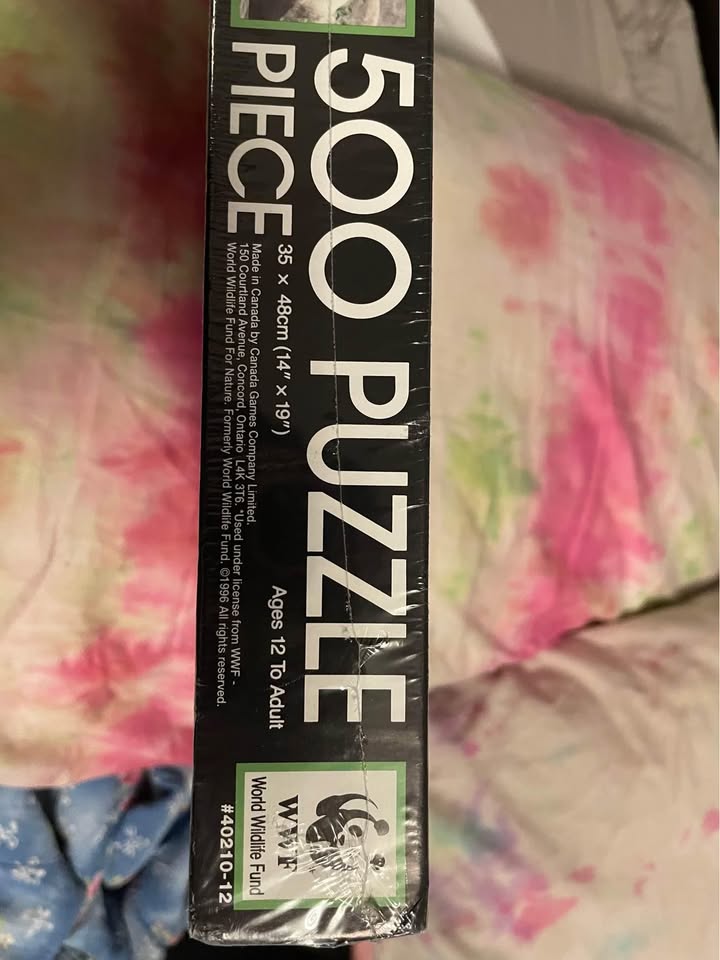 500 PUZZLE
PIECE
35 × 48cm (14" × 19")
Ages 12 To Adult
Made in Canada by Canada Games Company Limited.
150 Courtland Avenue, Concord, Ontario L4K 3T6. *Used under license from WWF -
World Wildlife Fund For Nature. Formerly World Wildlife Fund. ©1996 All rights reserved.
WWF
World Wildlife Fund
#40210-12